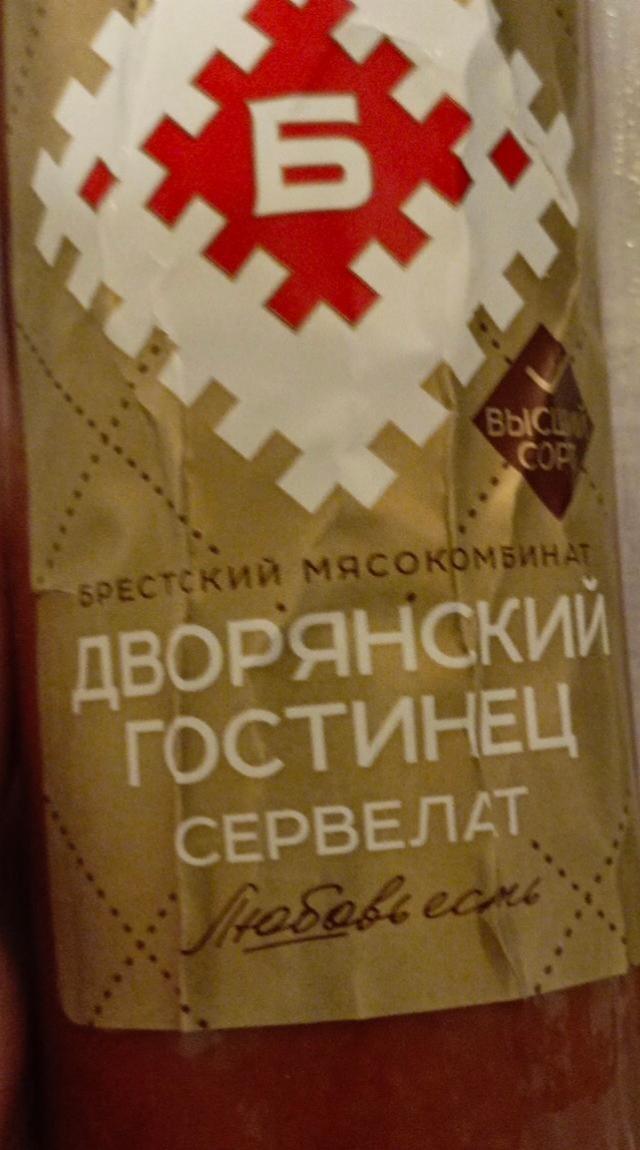 Б
ВЫСШИЙ
СОРТ
БРЕСТСКИЙ МЯСОКОМБИНАТ
ДВОРЯНСКИЙ
ГОСТИНЕЦ
СЕРВЕЛАТ
Любовь есть